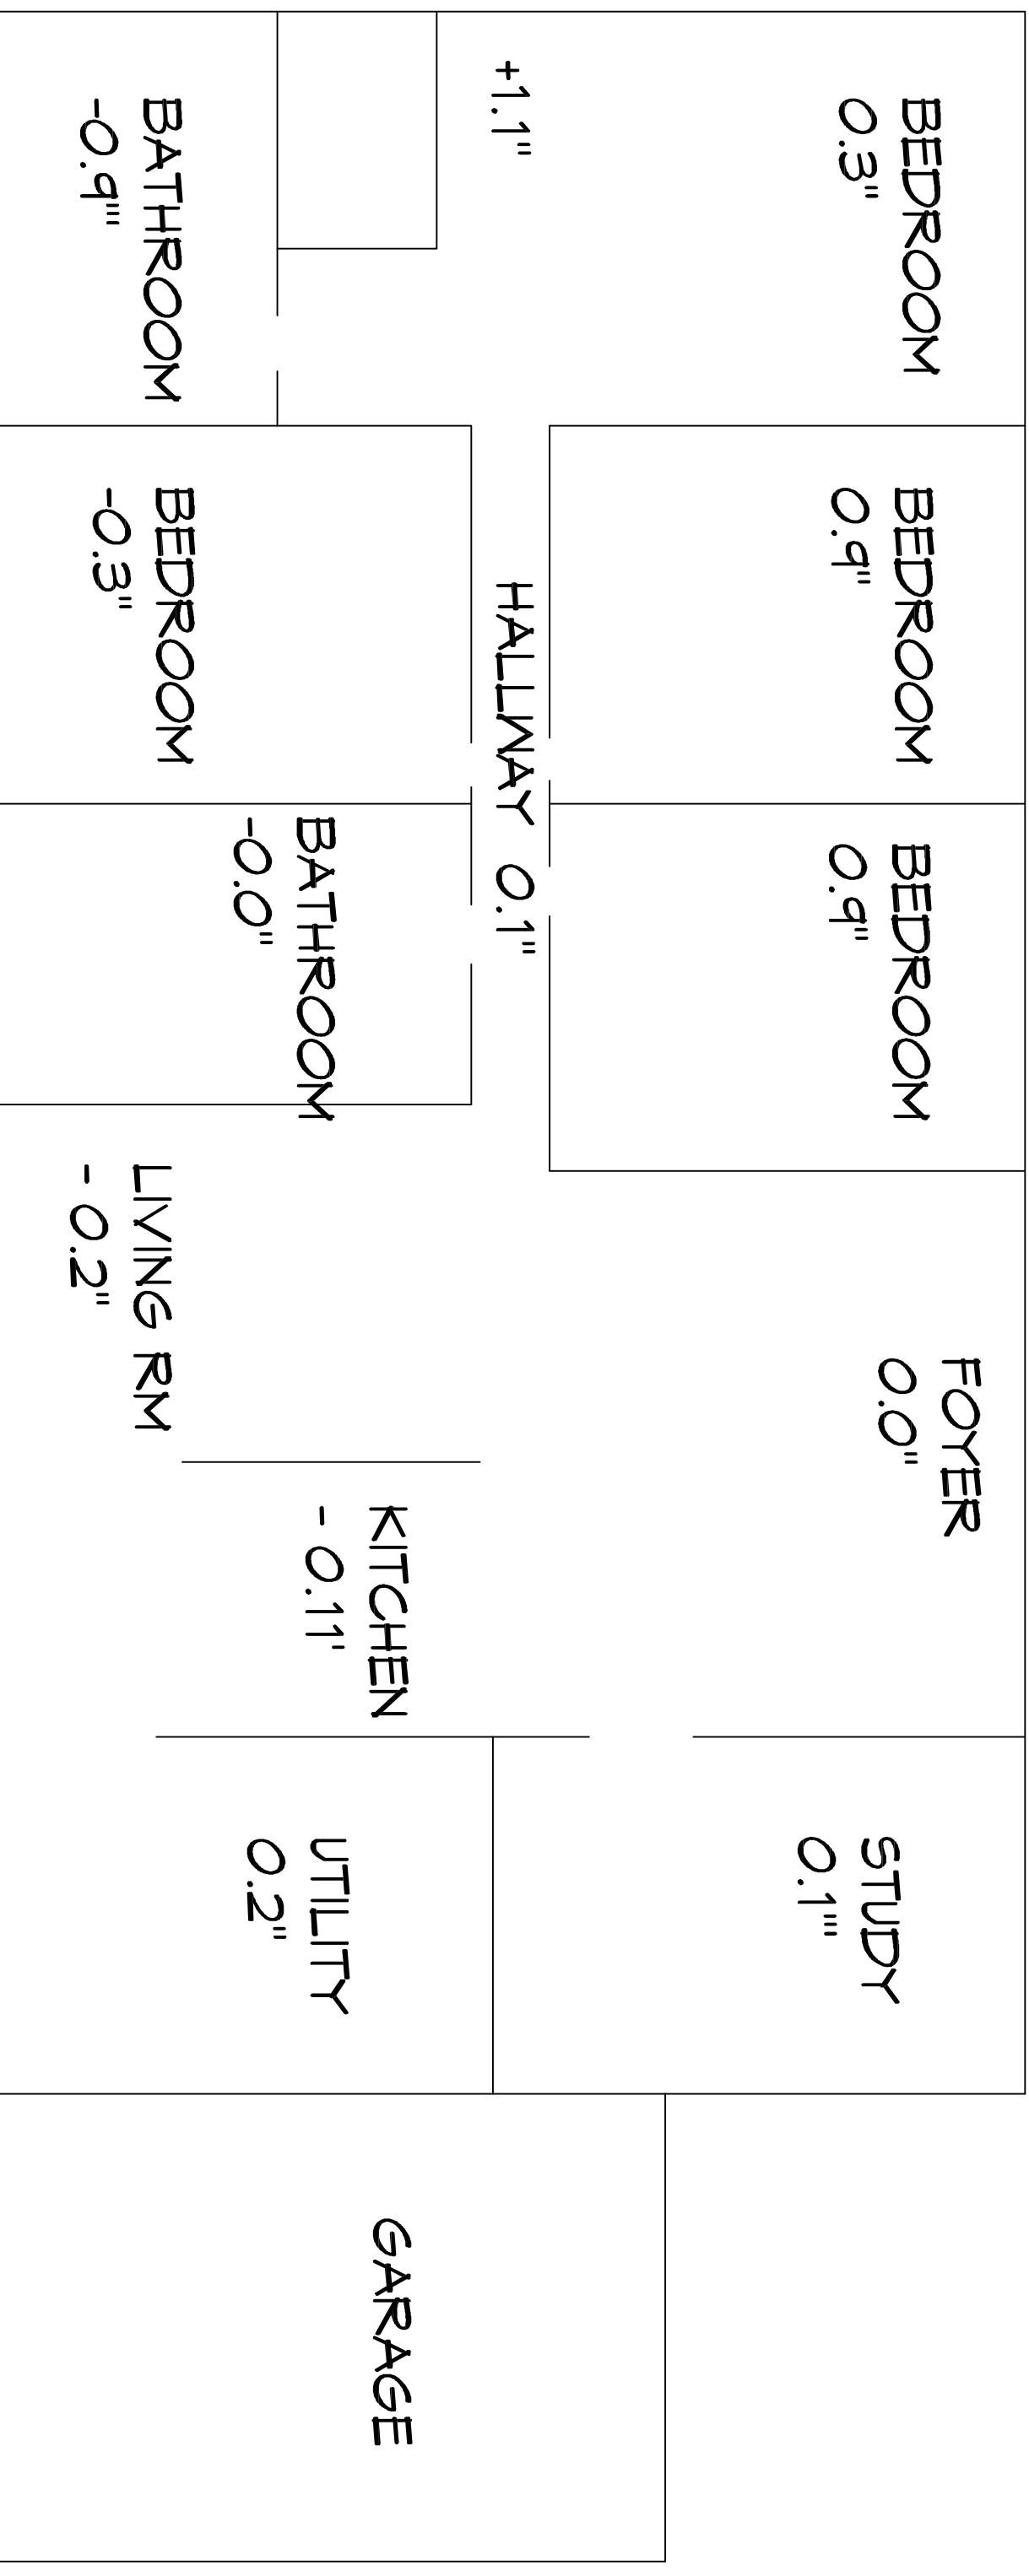 BEDROOM
0.3"
+1.1"
BATHROOM
-0.9'"
BEDROOM
0.9"
BEDROOM
-0.3"
HALLWAY 0.1"
BEDROOM
0.9"
BATHROOM
-0.0"
FOYER
0.0"
LIVING RM
- 0.2"
KITCHEN
- 0.11'
STUDY
0.1'"
UTILITY
0.2"
GARAGE